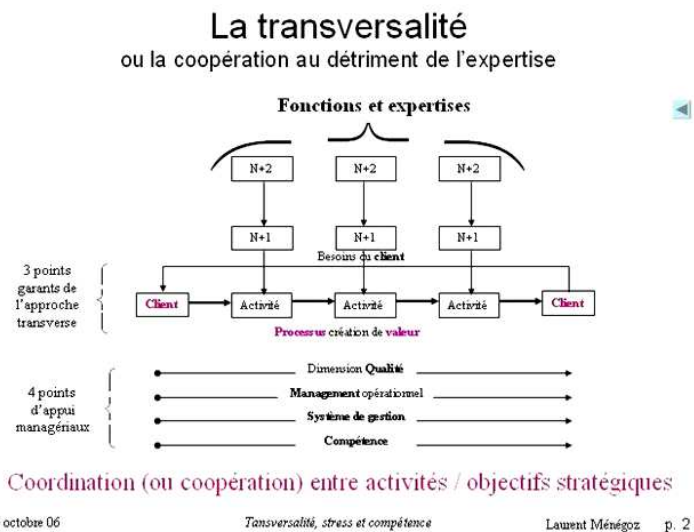 La transversalité
ou la coopération au détriment de l'expertise
Fonctions et expertises
N+2 N+2 N+2
N+1 N+1 N+1
Besoins du client
3 points
garants de
l'approche
transverse
Client Activité Activité Activité Client
Processus création de valeur
4 points
d'appui
managériaux
Dimension Qualité
Management opérationnel
Système de gestion
Compétence
Coordination (ou coopération) entre activités / objectifs stratégiques
octobre 06 Tansversalité, stress et compétence Laurent Ménégoz p. 2